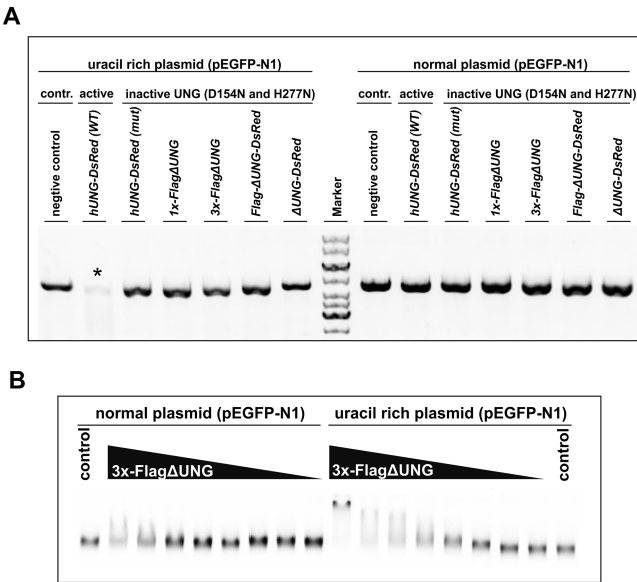 A
uracil rich plasmid (pEGFP-N1) normal plasmid (pEGFP-N1)
contr. active inactive UNG (D154N and H277N) contr. active inactive UNG (D154N and H277N)
negtive control hUNG-DsRed (WT) hUNG-DsRed (mut) 1x-FlagΔUNG 3x-FlagΔUNG Flag-ΔUNG-DsRed ΔUNG-DsRed Marker negtive control hUNG-DsRed (WT) hUNG-DsRed (mut) 1x-FlagΔUNG 3x-FlagΔUNG Flag-ΔUNG-DsRed ΔUNG-DsRed
*
B
normal plasmid (pEGFP-N1) uracil rich plasmid (pEGFP-N1)
control 3x-FlagΔUNG 3x-FlagΔUNG control